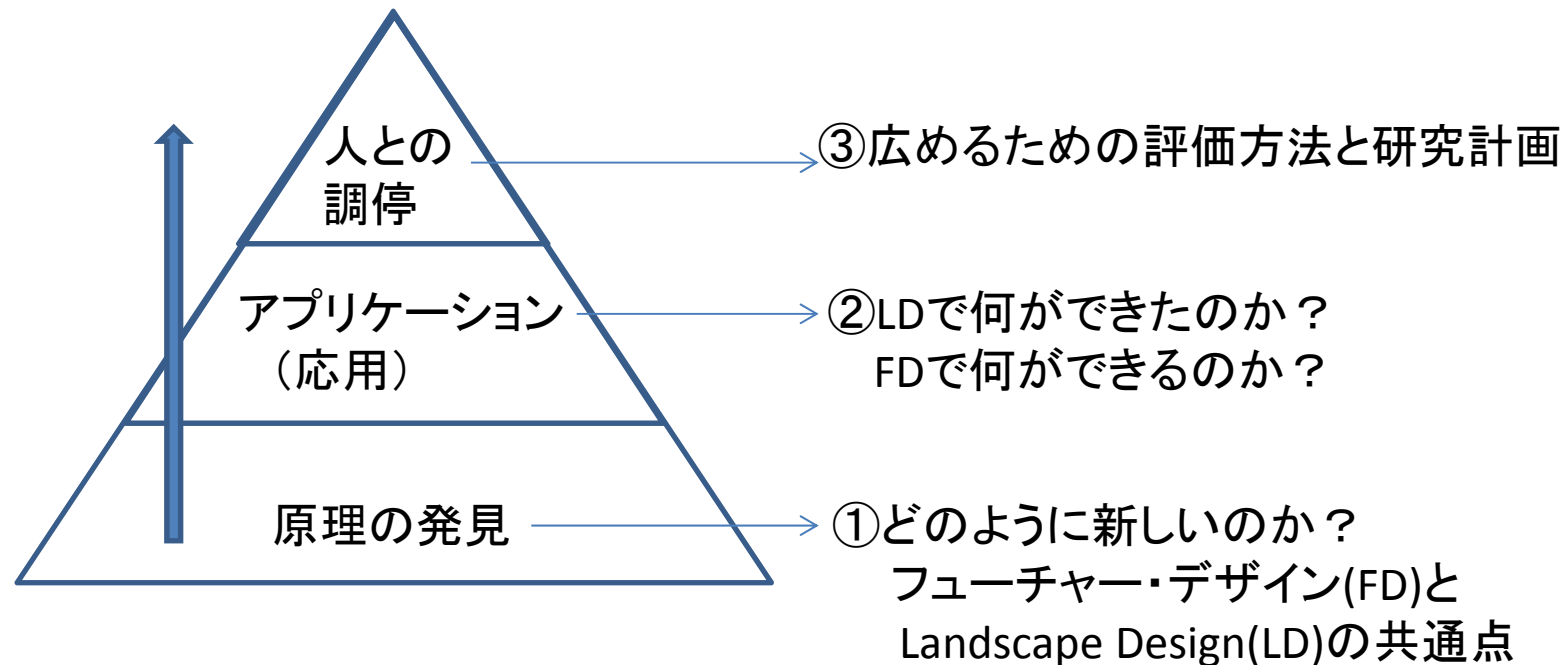 人との
調停
③広めるための評価方法と研究計画
アプリケーション
（応用）
②LDで何ができたのか？
FDで何ができるのか？
原理の発見
①どのように新しいのか？
フューチャー・デザイン(FD)と
Landscape Design(LD)の共通点